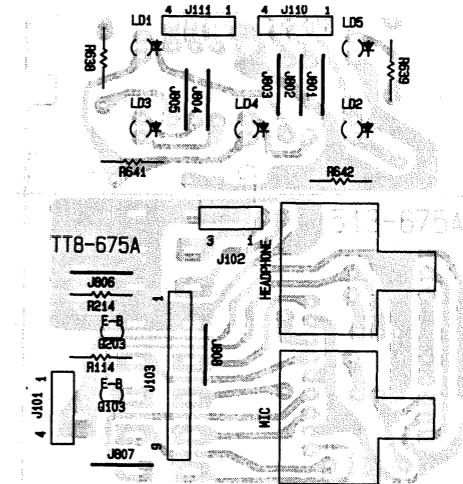 LD1 4 J111 1 4 J110 1 LD5
R638 R639
J805 J804 J803 J802 J801
LD3 LD4 LD2
R641 R642
513-675A
TT8-675A
3 1
J102
HEADPHONE
J806
R214
E-B
Q203
R114
E-B
Q103
1
J103
9
J808
1
J101
4
MIC
J807